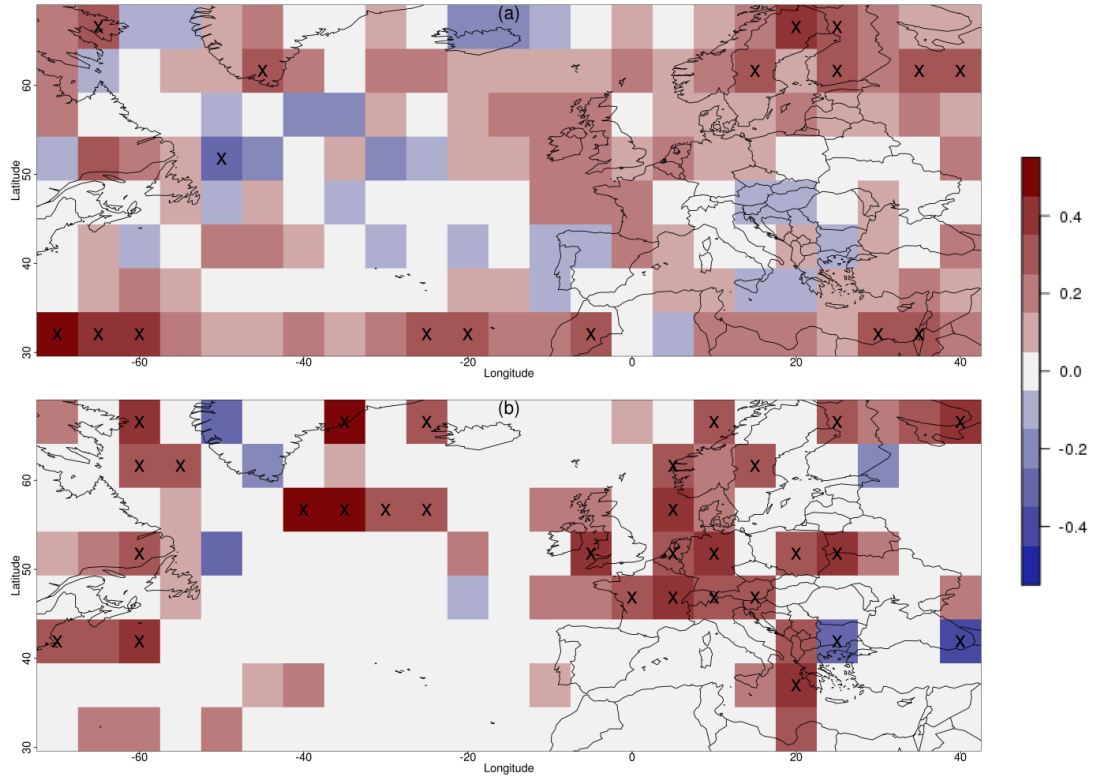 (a)
X X X
X X X X X
X
X X X X X X X X
60
50
40
30
Latitude
-60 -40 -20 0 20 40
Longitude
(b)
X X X X X X
X X X X
X X X X X
X X X X X X
X X X X
X X X X
X
60
50
40
30
Latitude
-60 -40 -20 0 20 40
Longitude
0.4
0.2
0.0
-0.2
-0.4